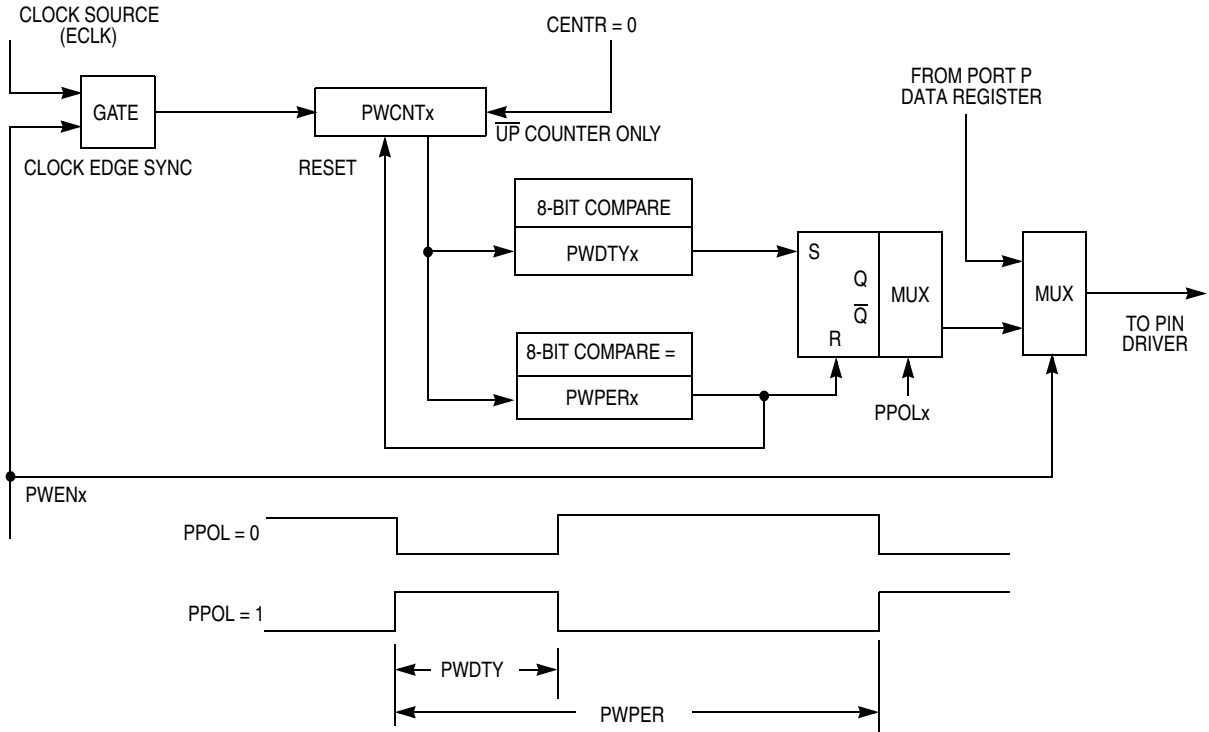 CLOCK SOURCE
(ECLK)
CENTR = 0
FROM PORT P
DATA REGISTER
GATE
PWCNTx
U̅P̅ COUNTER ONLY
CLOCK EDGE SYNC
RESET
8-BIT COMPARE
PWDTYx
S
Q
Q̅
R
MUX
MUX
TO PIN
DRIVER
8-BIT COMPARE =
PWPERx
PPOLx
PWENx
PPOL = 0
PPOL = 1
PWDTY
PWPER